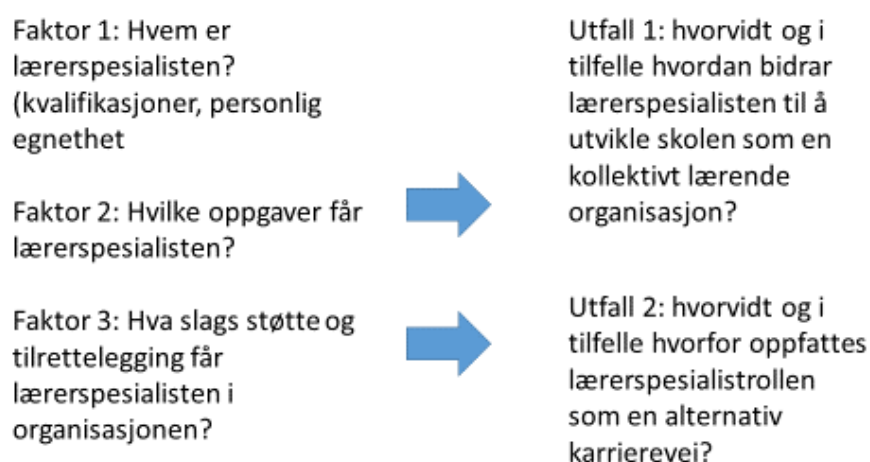 Faktor 1: Hvem er
lærerspesialisten?
(kvalifikasjoner, personlig
egnethet
Faktor 2: Hvilke oppgaver får
lærerspesialisten?
Faktor 3: Hva slags støtte og
tilrettelegging får
lærerspesialisten i
organisasjonen?
Utfall 1: hvorvidt og i
tilfelle hvordan bidrar
lærerspesialisten til å
utvikle skolen som en
kollektivt lærende
organisasjon?
Utfall 2: hvorvidt og i
tilfelle hvorfor oppfattes
lærerspesialistrollen
som en alternativ
karrierevei?